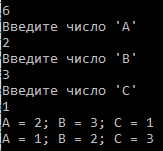 6
Введите число 'A'
2
Введите число 'B'
3
Введите число 'C'
1
A = 2; B = 3; C = 1
A = 1; B = 2; C = 3